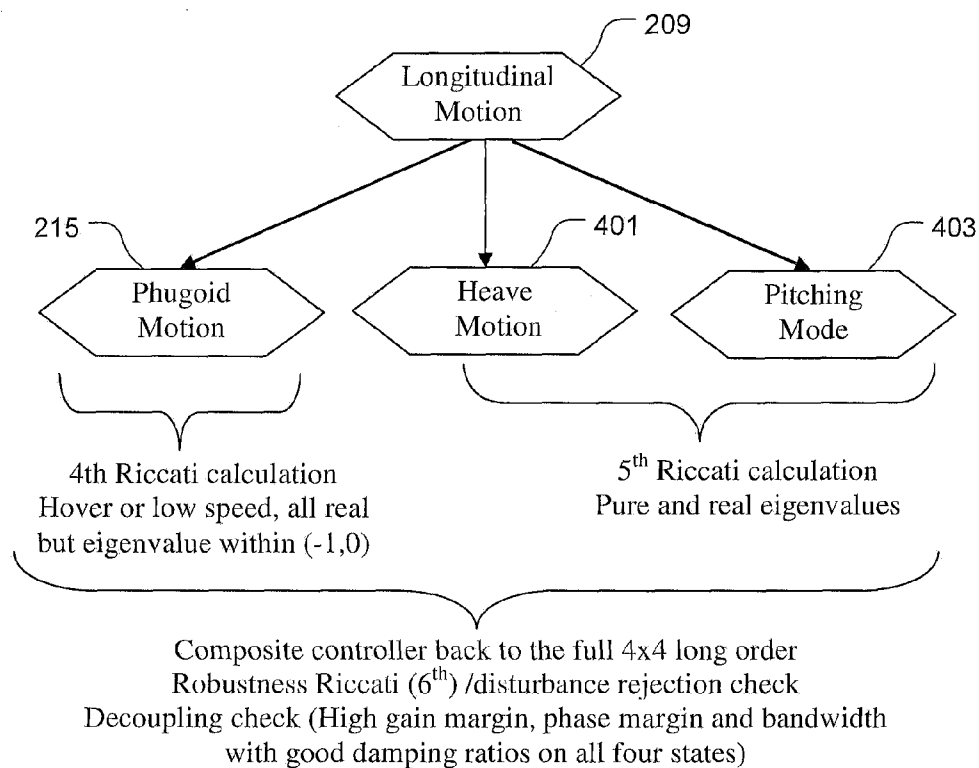 209
Longitudinal
Motion
215
401
403
Phugoid
Motion
Heave
Motion
Pitching
Mode
4th Riccati calculation
Hover or low speed, all real
but eigenvalue within (-1,0)
5th Riccati calculation
Pure and real eigenvalues
Composite controller back to the full 4x4 long order
Robustness Riccati (6th) /disturbance rejection check
Decoupling check (High gain margin, phase margin and bandwidth
with good damping ratios on all four states)